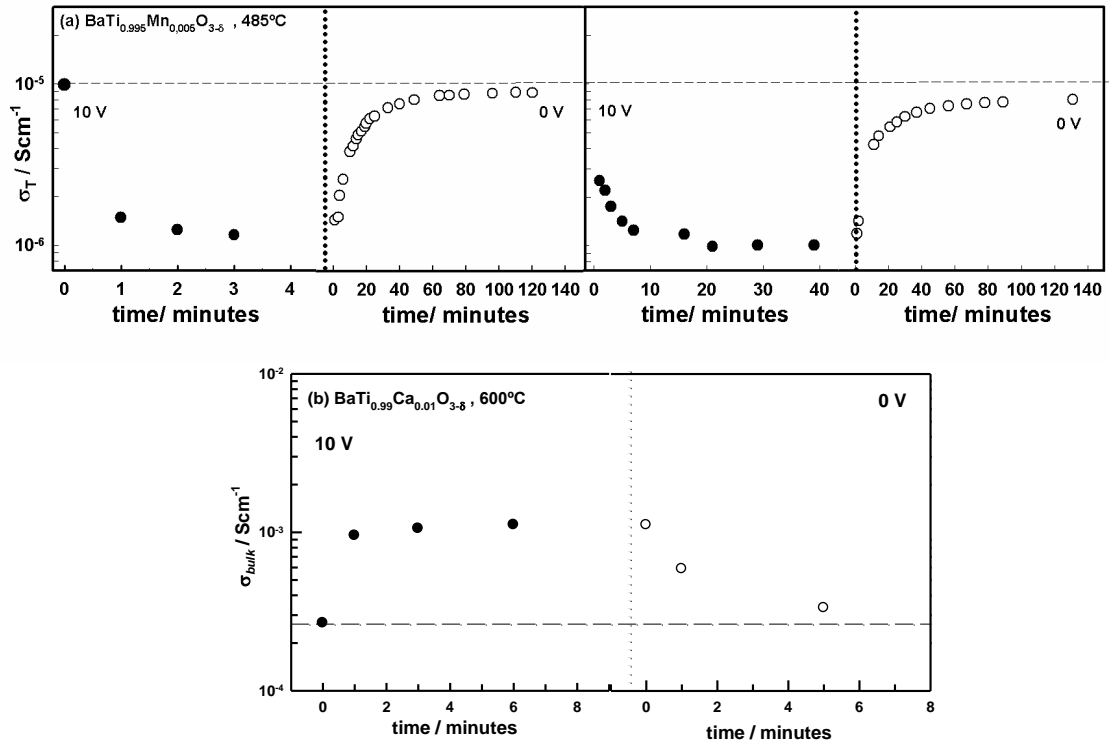 (a) BaTi0.995Mn0,005O3-δ , 485ºC
10 V
0 V
10 V
0 V
10-5
10-6
σT / Scm-1
0 1 2 3 4 0 20 40 60 80 100 120 140 0 10 20 30 40 0 20 40 60 80 100 120 140
time/ minutes time/ minutes time/ minutes time/ minutes
10-2
(b) BaTi0.99Ca0.01O3-δ , 600ºC
0 V
10 V
10-3
10-4
σbulk / Scm-1
0 2 4 6 8 0 2 4 6 8
time / minutes time / minutes